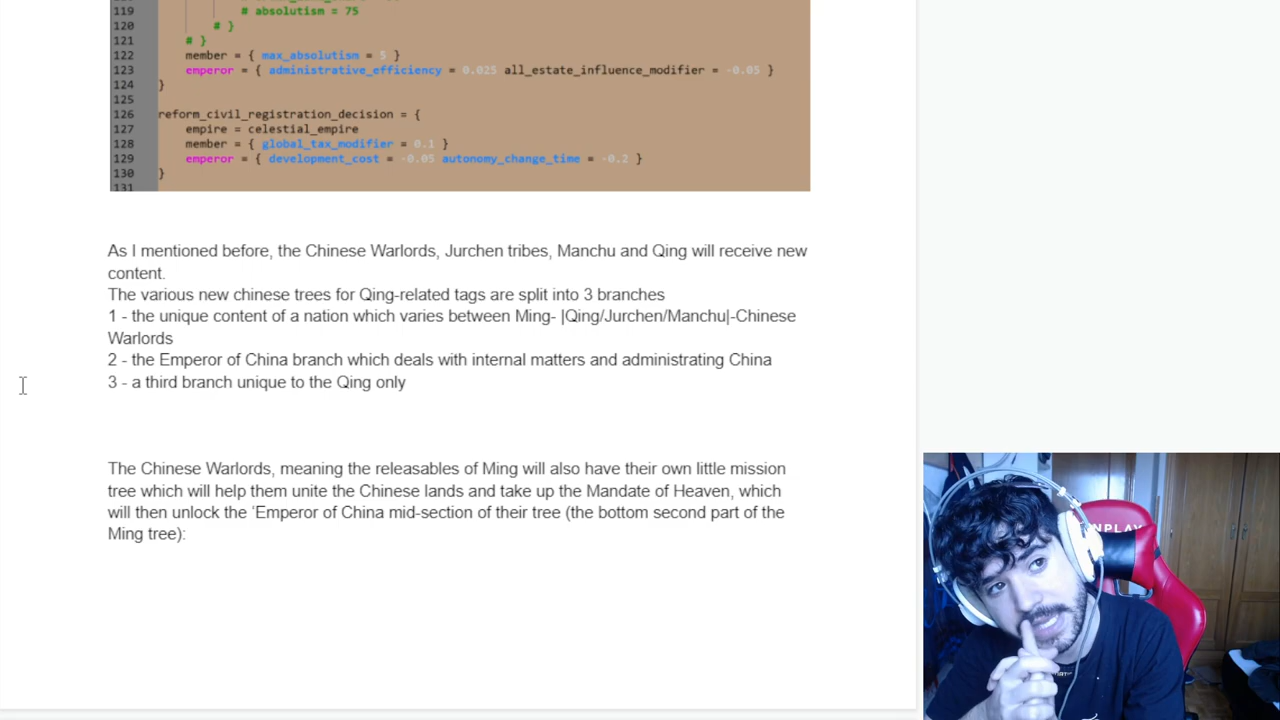 119 # absolutism = 75
120 # }
121 # }
122 member = { max_absolutism = 5 }
123 emperor = { administrative_efficiency = 0.025 all_estate_influence_modifier = -0.05 }
124 }
125
126 reform_civil_registration_decision = {
127 empire = celestial_empire
128 member = { global_tax_modifier = 0.1 }
129 emperor = { development_cost = -0.05 autonomy_change_time = -0.2 }
130 }
131
As I mentioned before, the Chinese Warlords, Jurchen tribes, Manchu and Qing will receive new
content.
The various new chinese trees for Qing-related tags are split into 3 branches
1 - the unique content of a nation which varies between Ming- |Qing/Jurchen/Manchu|-Chinese
Warlords
2 - the Emperor of China branch which deals with internal matters and administrating China
3 - a third branch unique to the Qing only
The Chinese Warlords, meaning the releasables of Ming will also have their own little mission
tree which will help them unite the Chinese lands and take up the Mandate of Heaven, which
will then unlock the 'Emperor of China mid-section of their tree (the bottom second part of the
Ming tree):
NPLAY